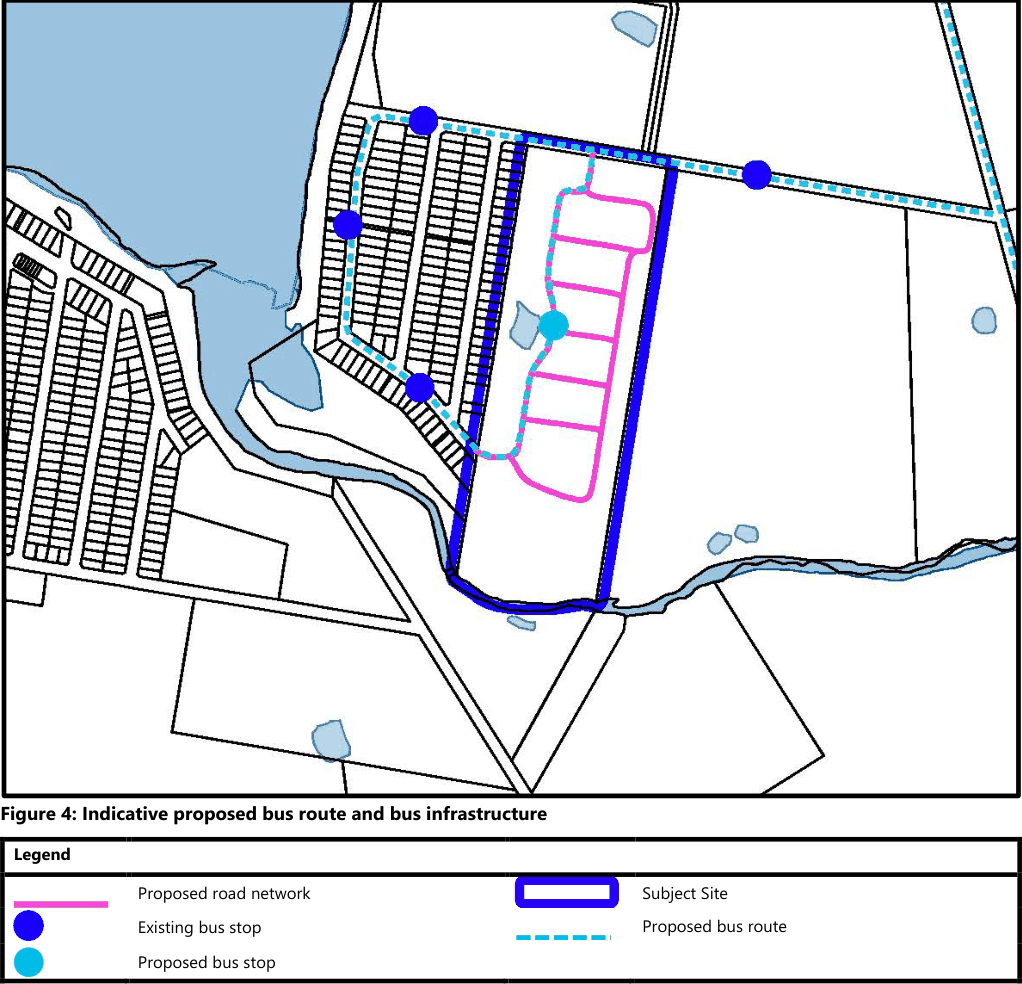 Figure 4: Indicative proposed bus route and bus infrastructure
Legend
Proposed road network
Subject Site
Existing bus stop
Proposed bus route
Proposed bus stop